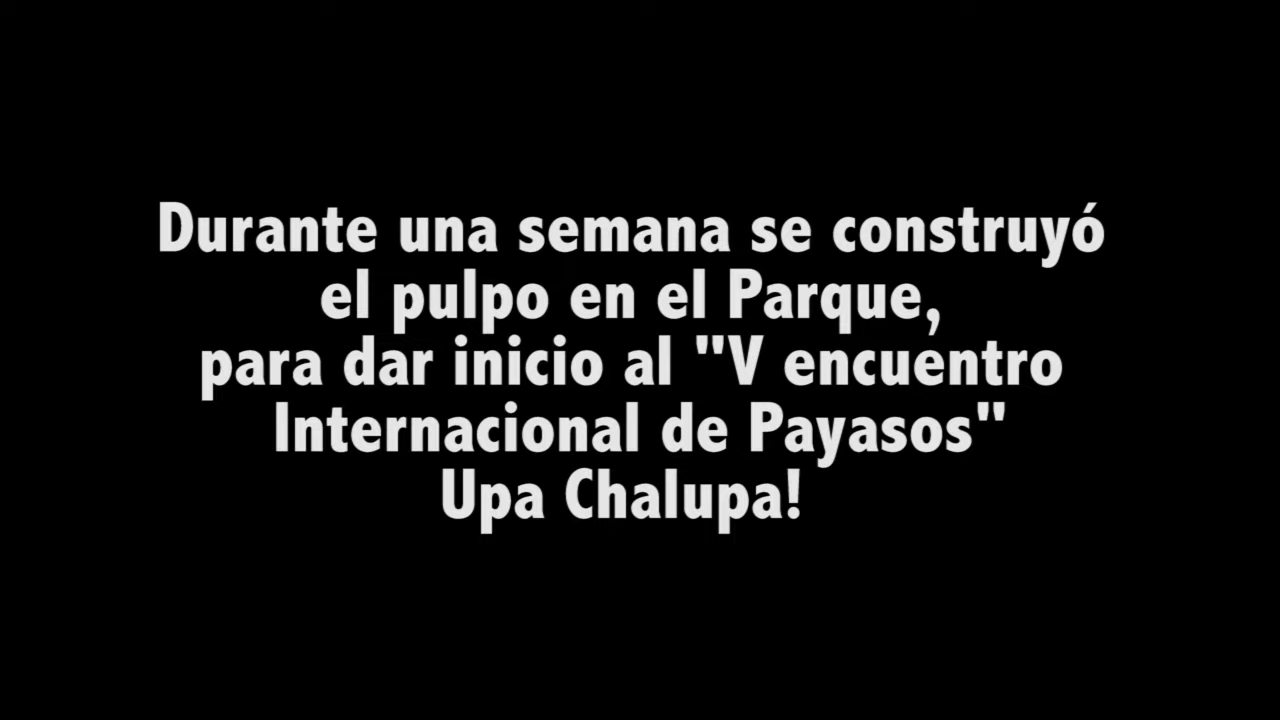 Durante una semana se construyó
el pulpo en el Parque,
para dar inicio al "V encuentro
Internacional de Payasos"
Upa Chalupa!